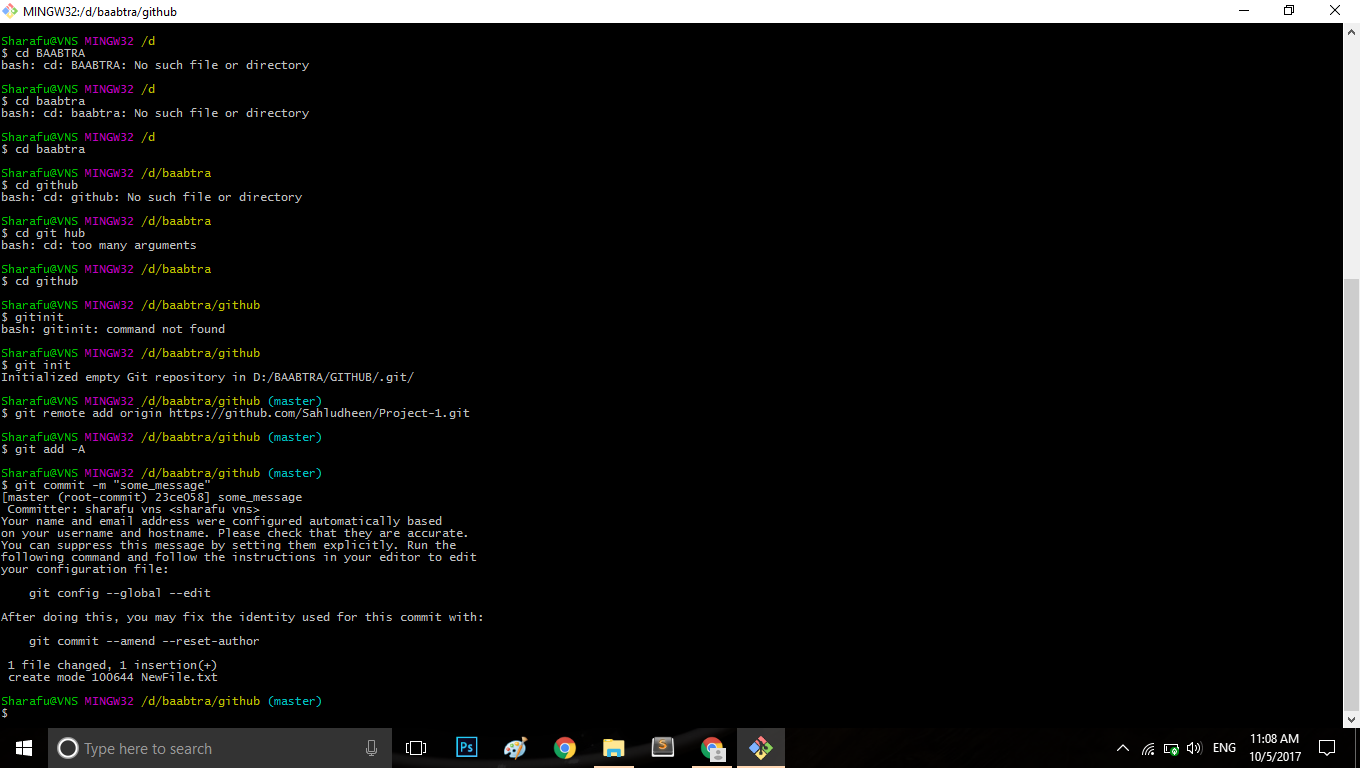 MINGW32:/d/baabtra/github
Sharafu@VNS MINGW32 /d
$ cd BAABTRA
bash: cd: BAABTRA: No such file or directory
Sharafu@VNS MINGW32 /d
$ cd baabtra
bash: cd: baabtra: No such file or directory
Sharafu@VNS MINGW32 /d
$ cd baabtra
Sharafu@VNS MINGW32 /d/baabtra
$ cd github
bash: cd: github: No such file or directory
Sharafu@VNS MINGW32 /d/baabtra
$ cd git hub
bash: cd: too many arguments
Sharafu@VNS MINGW32 /d/baabtra
$ cd github
Sharafu@VNS MINGW32 /d/baabtra/github
$ gitinit
bash: gitinit: command not found
Sharafu@VNS MINGW32 /d/baabtra/github
$ git init
Initialized empty Git repository in D:/BAABTRA/GITHUB/.git/
Sharafu@VNS MINGW32 /d/baabtra/github (master)
$ git remote add origin https://github.com/Sahludheen/Project-1.git
Sharafu@VNS MINGW32 /d/baabtra/github (master)
$ git add -A
Sharafu@VNS MINGW32 /d/baabtra/github (master)
$ git commit -m "some_message"
[master (root-commit) 23ce058] some_message
Committer: sharafu vns <sharafu vns>
Your name and email address were configured automatically based
on your username and hostname. Please check that they are accurate.
You can suppress this message by setting them explicitly. Run the
following command and follow the instructions in your editor to edit
your configuration file:
git config --global --edit
After doing this, you may fix the identity used for this commit with:
git commit --amend --reset-author
1 file changed, 1 insertion(+)
create mode 100644 NewFile.txt
Sharafu@VNS MINGW32 /d/baabtra/github (master)
$
Type here to search
Ps
S
ENG
11:08 AM
10/5/2017